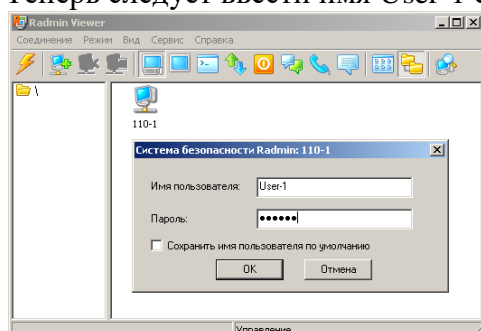 Теперь следует ввести имя User-1 
Radmin Viewer
Соединение Режим Вид Сервис Справка
\
110-1
Система безопасности Radmin: 110-1
Имя пользователя: User-1
Пароль: ••••••
Сохранить имя пользователя по умолчанию
OK Отмена
Управление